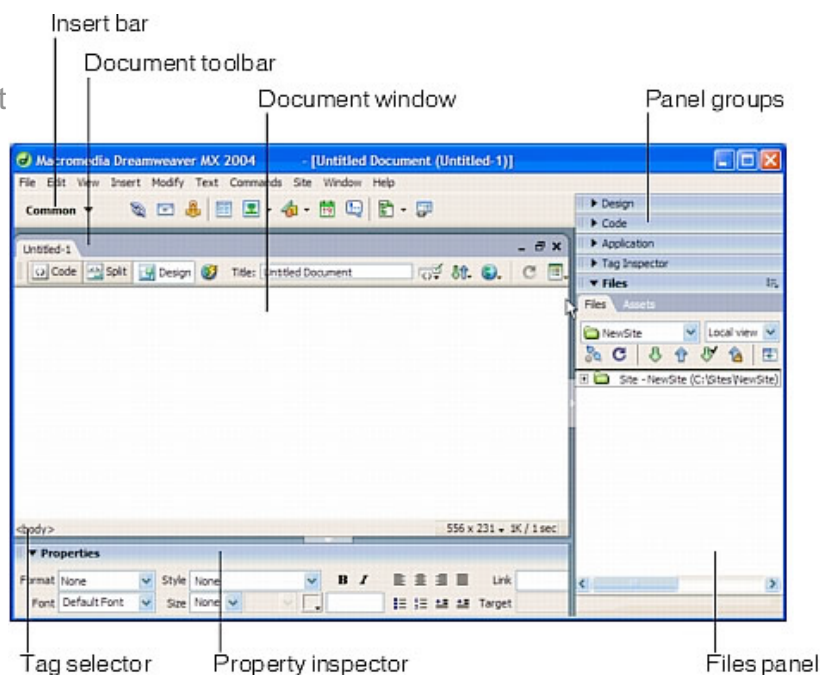 Insert bar
Document toolbar
t
Document window
Panel groups
Macromedia Dreamweaver MX 2004 - [Untitled Document (Untitled-1)]
File Edit View Insert Modify Text Commands Site Window Help
Common
Design
Code
Application
Tag Inspector
Files
Untitled-1
Code Split Design Title: Untitled Document
Files Assets
NewSite Local view
Site - NewSite (C:\Sites\NewSite)
<body> 556 x 231 1K / 1 sec
Properties
Format None Style None B I Link
Font Default Font Size None Target
Tag selector
Property inspector
Files panel